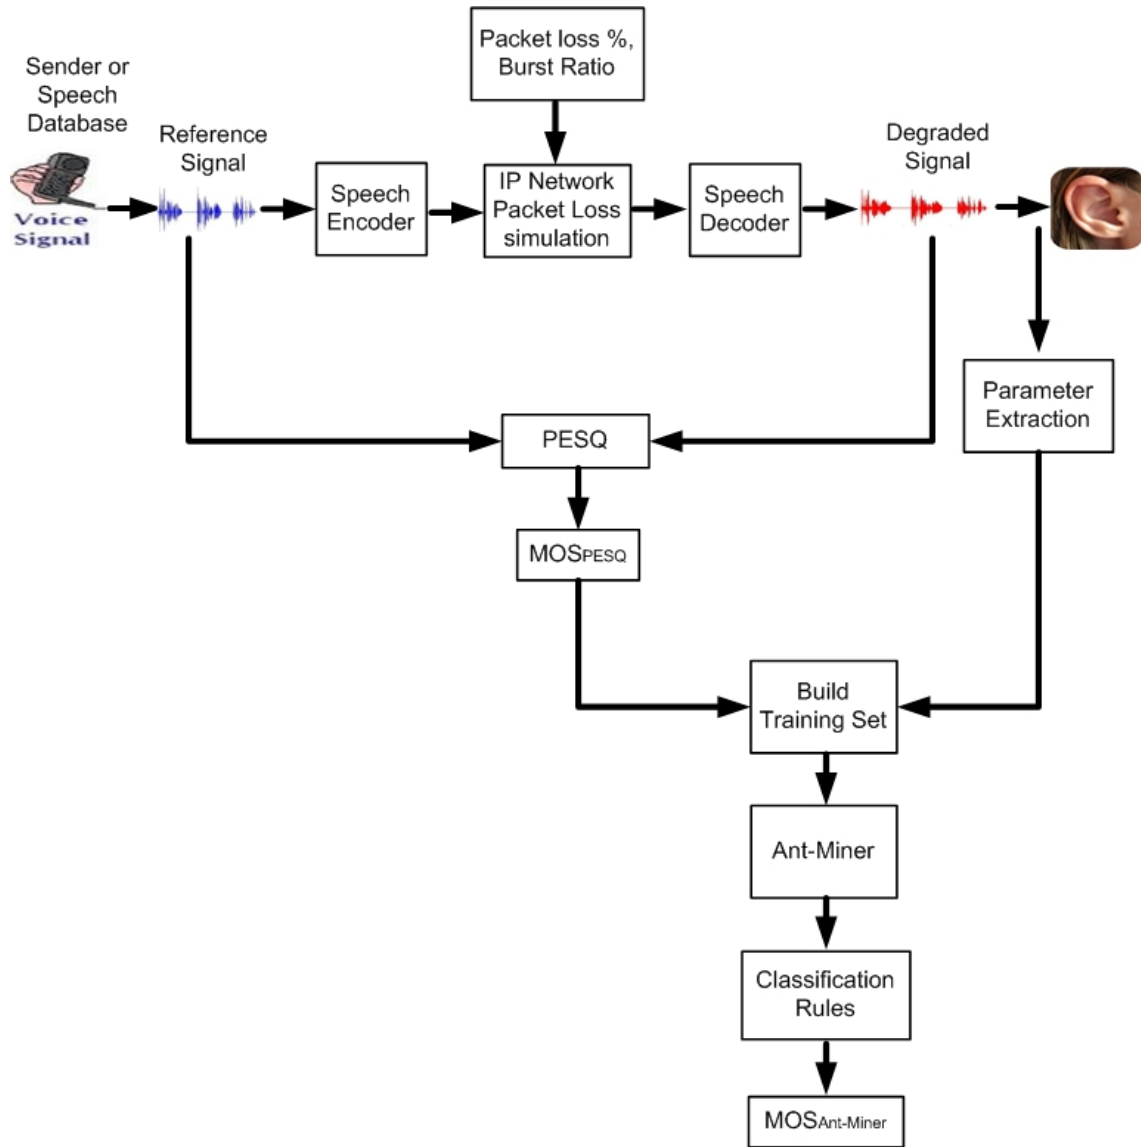 Packet loss %,
Burst Ratio
Sender or
Speech
Database
Reference
Signal
Degraded
Signal
Voice
Signal
Speech
Encoder
IP Network
Packet Loss
simulation
Speech
Decoder
Parameter
Extraction
PESQ
MOSPESQ
Build
Training Set
Ant-Miner
Classification
Rules
MOSAnt-Miner